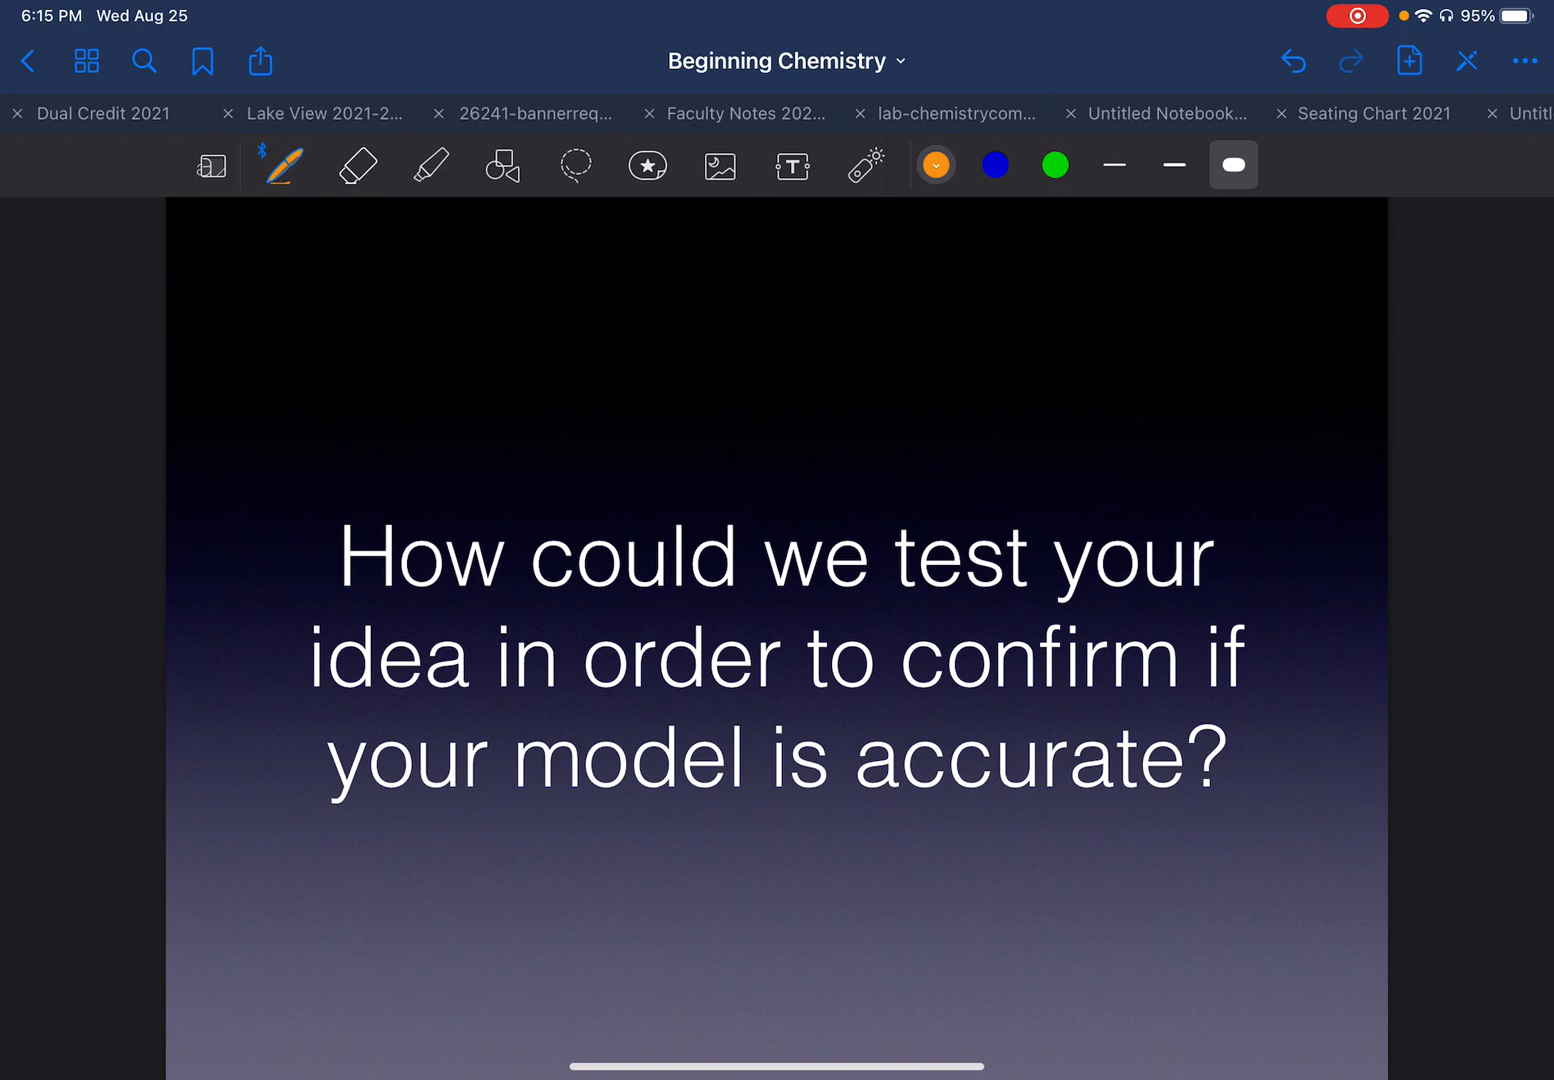 6:15 PM Wed Aug 25
95%
Beginning Chemistry
Dual Credit 2021
Lake View 2021-2...
26241-bannerreq...
Faculty Notes 202...
lab-chemistrycom...
Untitled Notebook...
Seating Chart 2021
Untitl
T
How could we test your
idea in order to confirm if
your model is accurate?